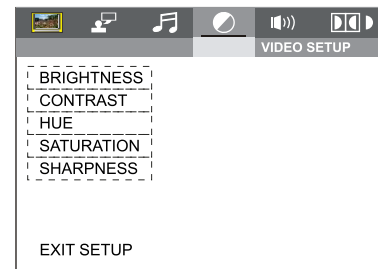 VIDEO SETUP
BRIGHTNESS
CONTRAST
HUE
SATURATION
SHARPNESS
EXIT SETUP